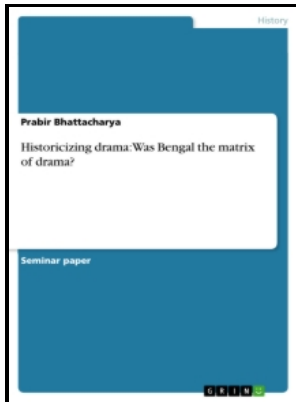 History
Prabir Bhattacharya
Historicizing drama: Was Bengal the matrix
of drama?
Seminar paper
GRIN